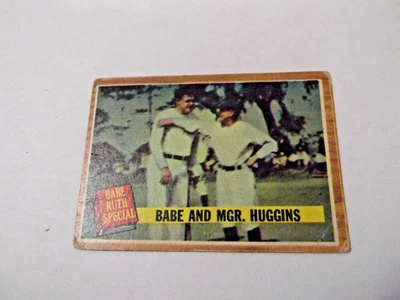 BABE
RUTH
SPECIAL
BABE AND MGR. HUGGINS